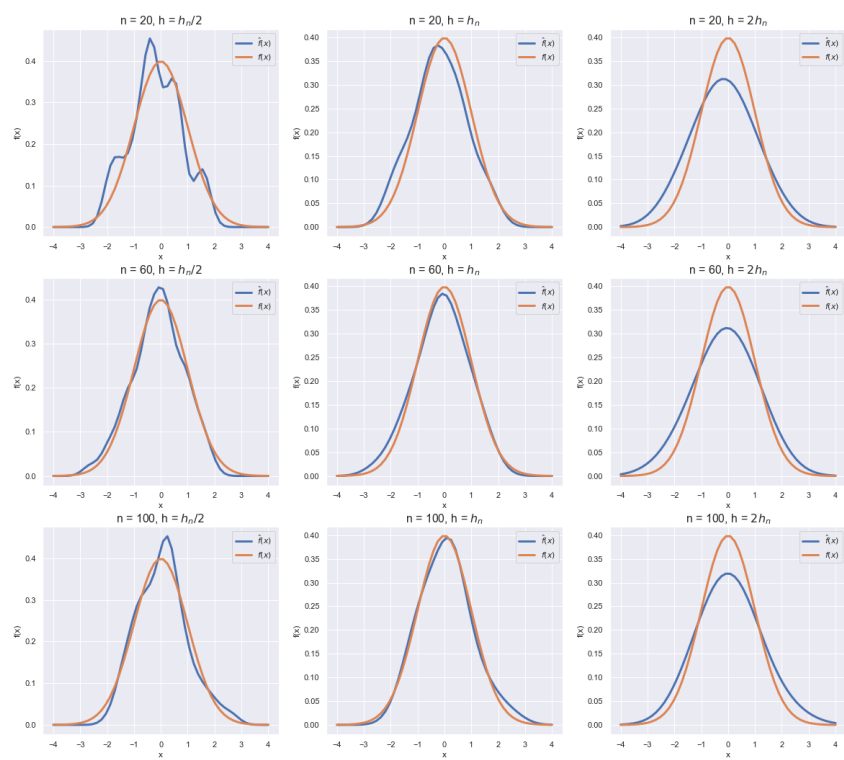 n = 20, h = hₙ/2
f(x)
0.4
0.3
0.2
0.1
0.0
-4 -3 -2 -1 0 1 2 3 4
x
f̂(x)
f(x)
n = 20, h = hₙ
f(x)
0.40
0.35
0.30
0.25
0.20
0.15
0.10
0.05
0.00
-4 -3 -2 -1 0 1 2 3 4
x
f̂(x)
f(x)
n = 20, h = 2hₙ
f(x)
0.40
0.35
0.30
0.25
0.20
0.15
0.10
0.05
0.00
-4 -3 -2 -1 0 1 2 3 4
x
f̂(x)
f(x)
n = 60, h = hₙ/2
f(x)
0.4
0.3
0.2
0.1
0.0
-4 -3 -2 -1 0 1 2 3 4
x
f̂(x)
f(x)
n = 60, h = hₙ
f(x)
0.40
0.35
0.30
0.25
0.20
0.15
0.10
0.05
0.00
-4 -3 -2 -1 0 1 2 3 4
x
f̂(x)
f(x)
n = 60, h = 2hₙ
f(x)
0.40
0.35
0.30
0.25
0.20
0.15
0.10
0.05
0.00
-4 -3 -2 -1 0 1 2 3 4
x
f̂(x)
f(x)
n = 100, h = hₙ/2
f(x)
0.4
0.3
0.2
0.1
0.0
-4 -3 -2 -1 0 1 2 3 4
x
f̂(x)
f(x)
n = 100, h = hₙ
f(x)
0.40
0.35
0.30
0.25
0.20
0.15
0.10
0.05
0.00
-4 -3 -2 -1 0 1 2 3 4
x
f̂(x)
f(x)
n = 100, h = 2hₙ
f(x)
0.40
0.35
0.30
0.25
0.20
0.15
0.10
0.05
0.00
-4 -3 -2 -1 0 1 2 3 4
x
f̂(x)
f(x)